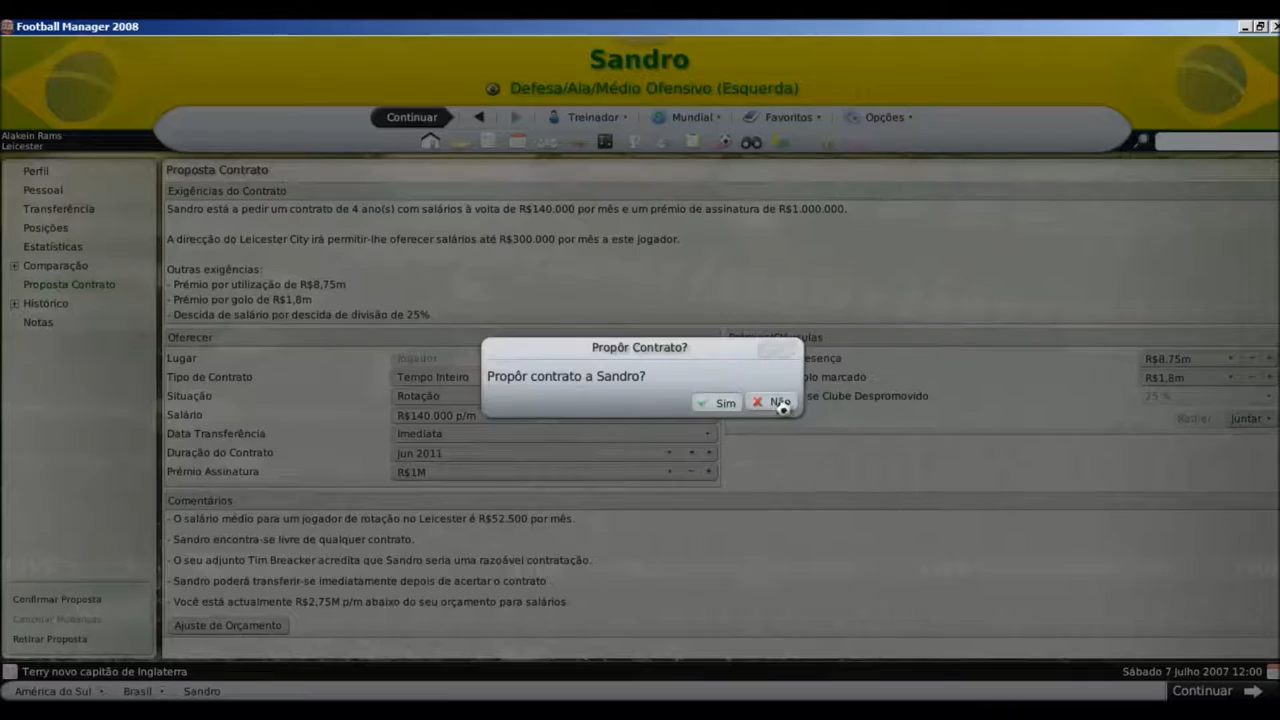 Football Manager 2008
Sandro
Defesa/Ala/Médio Ofensivo (Esquerda)
Continuar
Treinador
Mundial
Favoritos
Opções
Alakein Rams
Leicester
Perfil
Pessoal
Transferência
Posições
Estatísticas
Comparação
Proposta Contrato
Histórico
Notas
Proposta Contrato
Exigências do Contrato
Sandro está a pedir um contrato de 4 ano(s) com salários à volta de R$140.000 por mês e um prémio de assinatura de R$1.000.000.
A direcção do Leicester City irá permitir-lhe oferecer salários até R$300.000 por mês a este jogador.
Outras exigências:
- Prémio por utilização de R$8,75m
- Prémio por golo de R$1,8m
- Descida de salário por descida de divisão de 25%
Oferecer
Lugar Jogador
Tipo de Contrato Tempo Inteiro
Situação Rotação
Salário R$140.000 p/m
Data Transferência Imediata
Duração do Contrato Jun 2011
Prémio Assinatura R$1M
R$8.75m
marcado R$1,8m
se Clube Despromovido 25 %
Juntar
Propôr Contrato?
Propôr contrato a Sandro?
Sim Não
Comentários
- O salário médio para um jogador de rotação no Leicester é R$52.500 por mês.
- Sandro encontra-se livre de qualquer contrato.
- O seu adjunto Tim Breacker acredita que Sandro seria uma razoável contratação.
- Sandro poderá transferir-se imediatamente depois de acertar o contrato
- Você está actualmente R$2,75M p/m abaixo do seu orçamento para salários.
Ajuste de Orçamento
Confirmar Proposta
Cancelar Mudanças
Retirar Proposta
Terry novo capitão de Inglaterra
Sábado 7 Julho 2007 12:00
América do Sul Brasil Sandro
Continuar